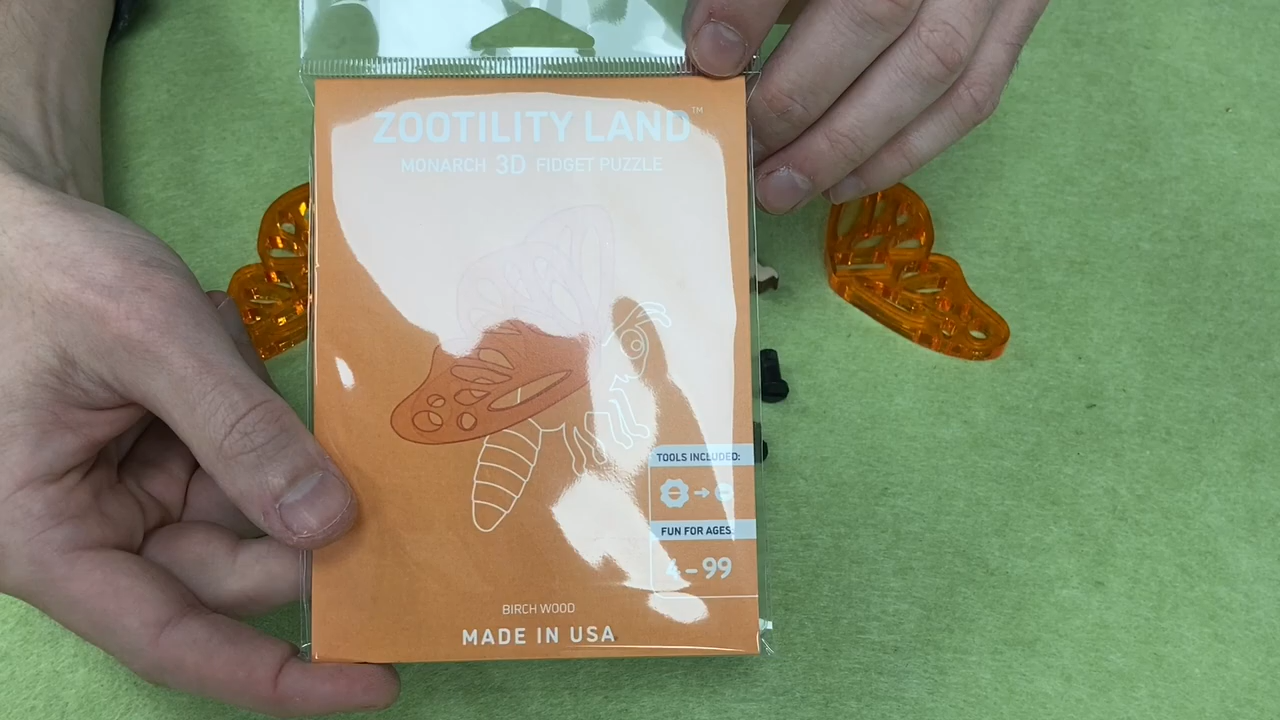 ZOOTILITY LAND™
MONARCH 3D FIDGET PUZZLE
TOOLS INCLUDED:
FUN FOR AGES:
4-99
BIRCH WOOD
MADE IN USA